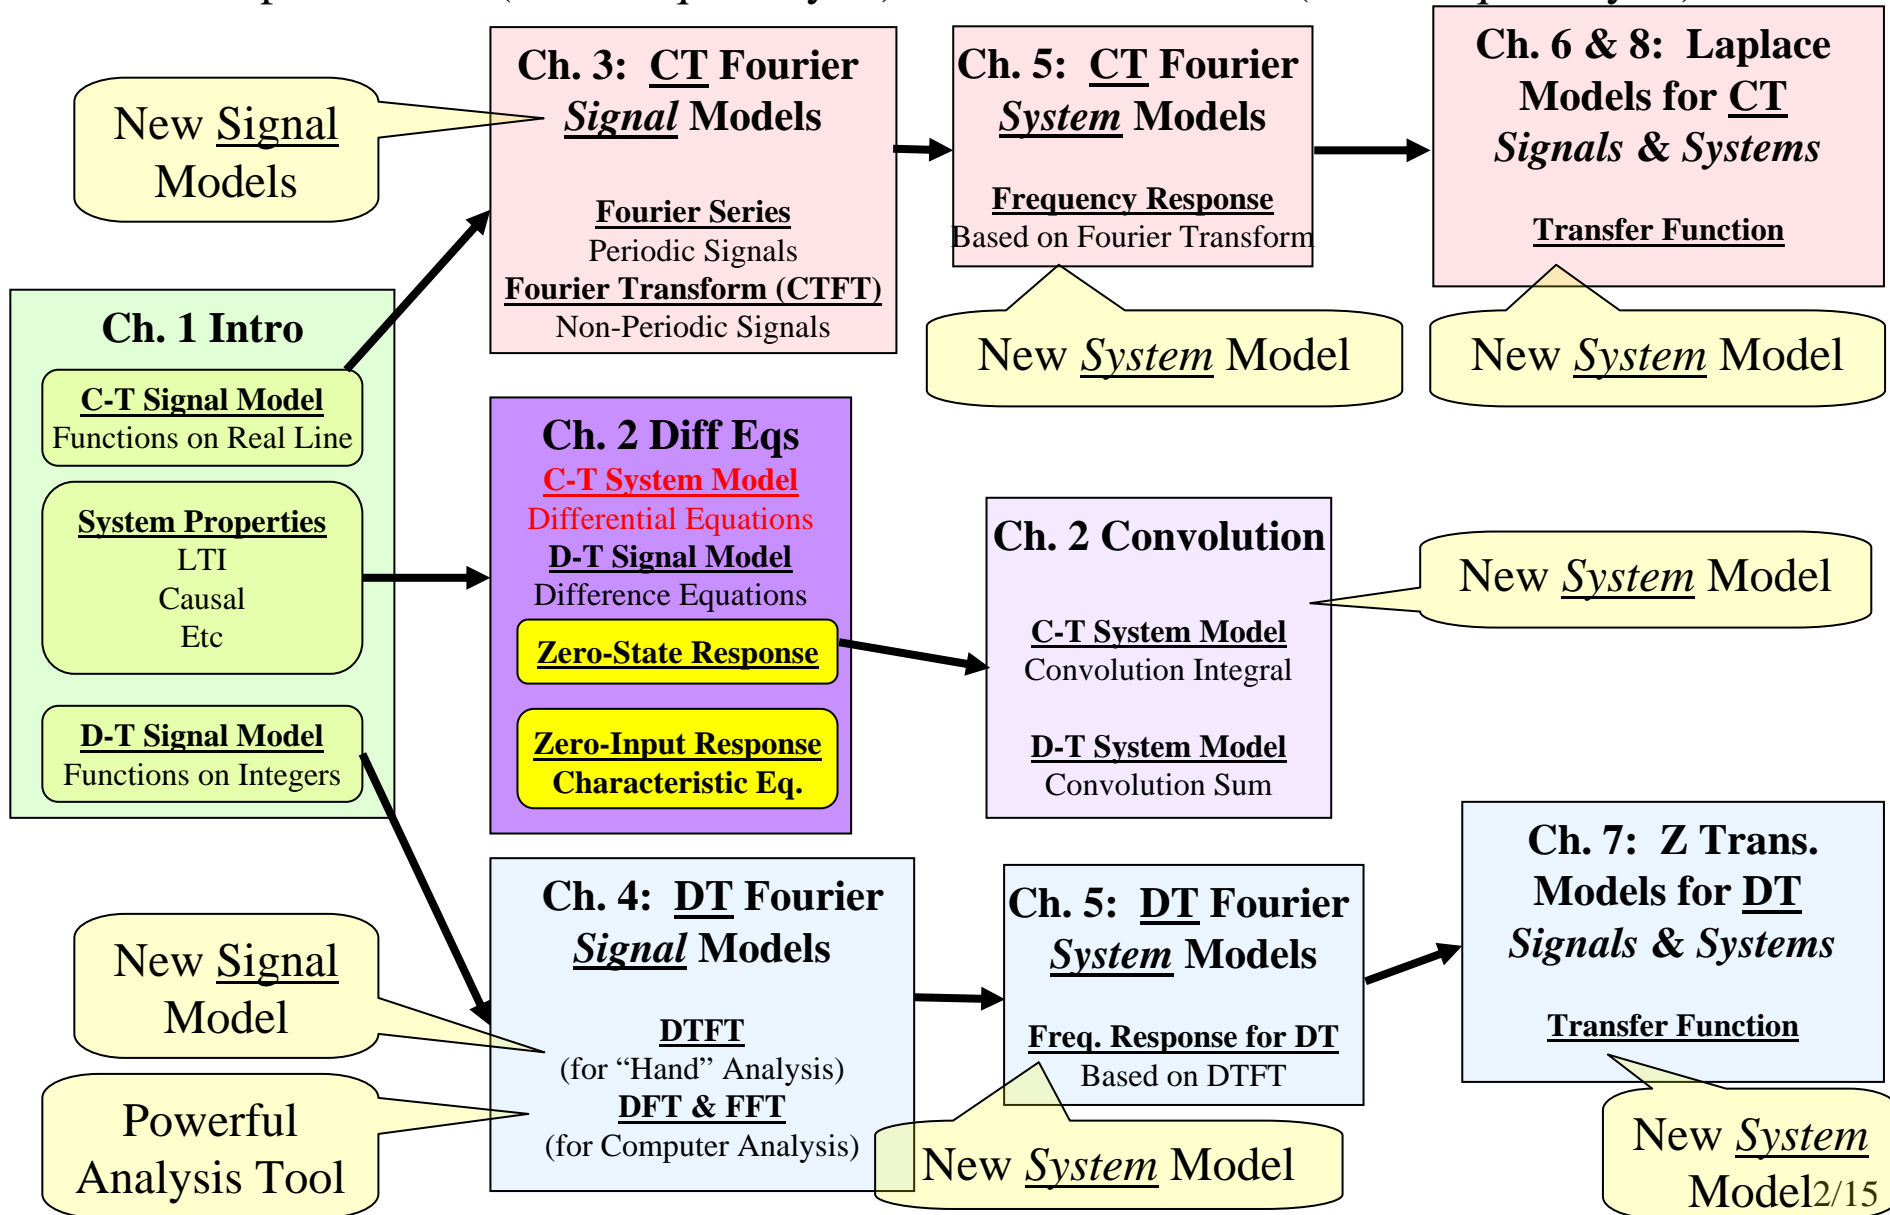 New Signal
Models
Ch. 3: CT Fourier
Signal Models
Fourier Series
Periodic Signals
Fourier Transform (CTFT)
Non-Periodic Signals
Ch. 5: CT Fourier
System Models
Frequency Response
Based on Fourier Transform
New System Model
Ch. 6 & 8: Laplace
Models for CT
Signals & Systems
Transfer Function
New System Model
Ch. 1 Intro
C-T Signal Model
Functions on Real Line
System Properties
LTI
Causal
Etc
D-T Signal Model
Functions on Integers
Ch. 2 Diff Eqs
C-T System Model
Differential Equations
D-T Signal Model
Difference Equations
Zero-State Response
Zero-Input Response
Characteristic Eq.
Ch. 2 Convolution
C-T System Model
Convolution Integral
D-T System Model
Convolution Sum
New System Model
New Signal
Model
Powerful
Analysis Tool
Ch. 4: DT Fourier
Signal Models
DTFT
(for “Hand” Analysis)
DFT & FFT
(for Computer Analysis)
Ch. 5: DT Fourier
System Models
Freq. Response for DT
Based on DTFT
New System Model
Ch. 7: Z Trans.
Models for DT
Signals & Systems
Transfer Function
New System
Model
2/15